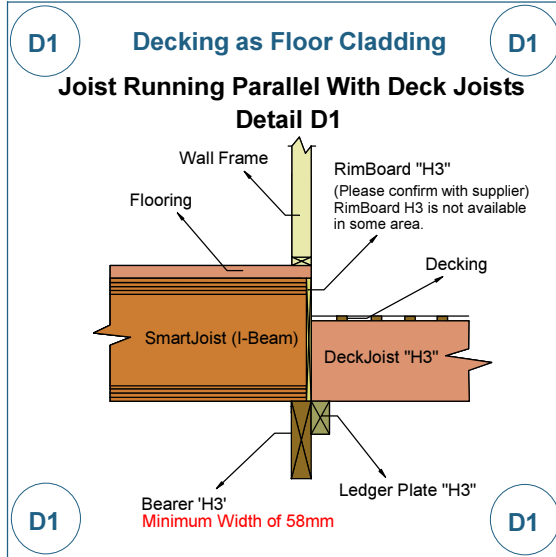 D1
Decking as Floor Cladding
D1
Joist Running Parallel With Deck Joists
Detail D1
Wall Frame
RimBoard "H3"
(Please confirm with supplier)
RimBoard H3 is not available
in some area.
Flooring
Decking
SmartJoist (I-Beam)
DeckJoist "H3"
Bearer 'H3'
Minimum Width of 58mm
Ledger Plate "H3"
D1
D1